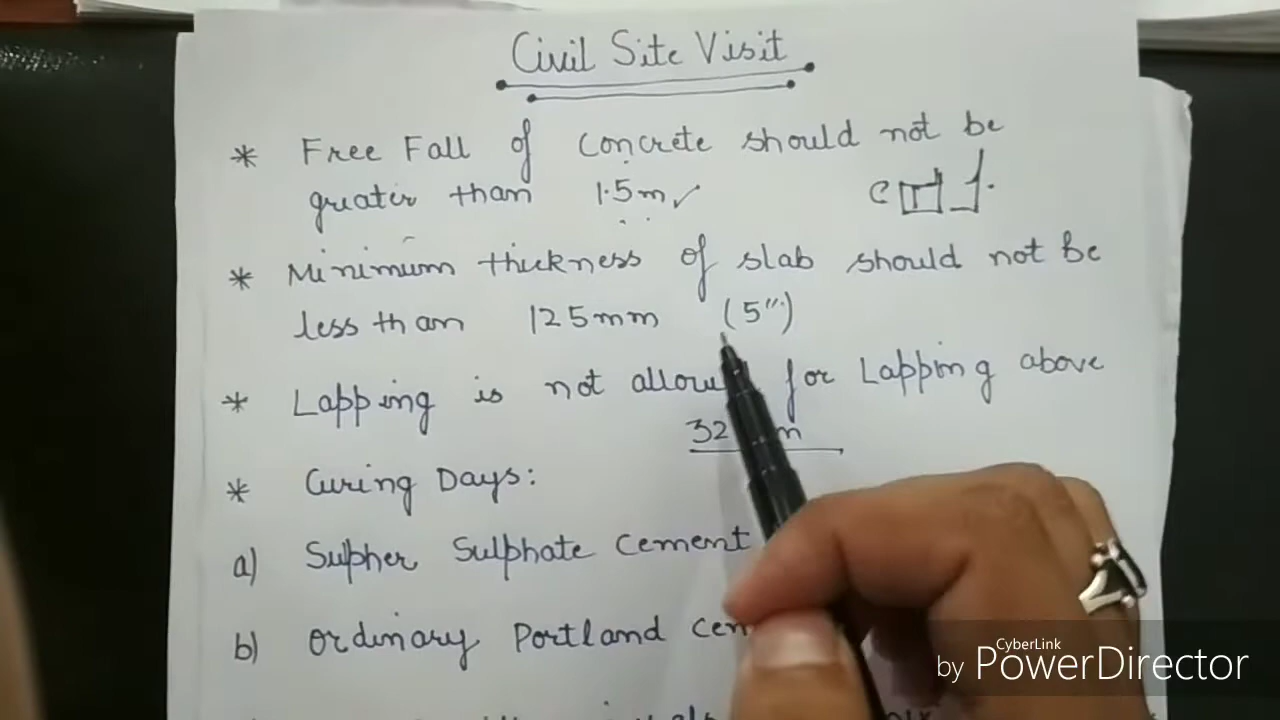 Civil Site Visit
* Free Fall of Concrete should not be
greater than 1.5m ✓
* Minimum thickness of slab should not be
less than 125mm (5")
* Lapping is not allow for Lapping above
32
* Curing Days:
a) Sulpher Sulphate Cement
b) Ordinary Portland cem
CyberLink
by PowerDirector